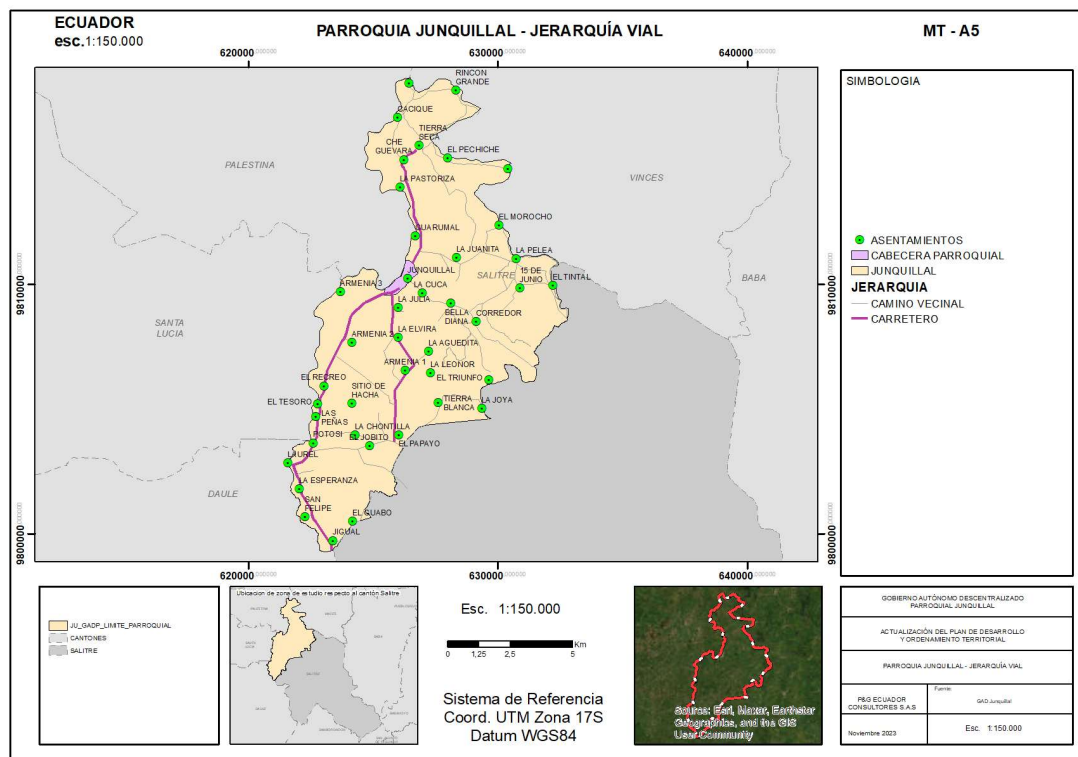 ECUADOR
esc.1:150.000
PARROQUIA JUNQUILLAL - JERARQUÍA VIAL
MT - A5
620000
630000
640000
SIMBOLOGIA
RINCON
GRANDE
CACIQUE
TIERRA
SECA
CHE
GUEVARA
EL PECHICHE
PALESTINA
VINCES
LA PASTORIZA
EL MOROCHO
GUARUMAL
LA JUANITA
LA PELEA
JUNQUILLAL
SALITRE
15 DE
JUNIO
EL TINTAL
BABA
ARMENIA 3
LA CUCA
LA JULIA
BELLA
DIANA
CORREDOR
SANTA
LUCIA
ARMENIA 2
LA ELVIRA
LA AGUEDITA
ARMENIA 1
LA LEONOR
EL RECREO
SITIO DE
HACHA
EL TRIUNFO
EL TESORO
LAS
PEÑAS
TIERRA
BLANCA
LA JOYA
POTOSI
LA CHONTILLA
EL JOBITO
EL PAPAYO
LAUREL
DAULE
LA ESPERANZA
SAN
FELIPE
EL GUABO
JIGUAL
9810000
9810000
9800000
9800000
620000
630000
640000
ASENTAMIENTOS
CABECERA PARROQUIAL
JUNQUILLAL
JERARQUIA
CAMINO VECINAL
CARRETERO
JU_GADP_LIMITE_PARROQUIAL
CANTONES
SALITRE
Ubicacion de zona de estudio respecto al cantón Salitre
Esc. 1:150.000
0 1,25 2,5 5
Km
Sistema de Referencia
Coord. UTM Zona 17S
Datum WGS84
Source: Esri, Maxar, Earthstar
Geographics, and the GIS
User Community
GOBIERNO AUTÓNOMO DESCENTRALIZADO
PARROQUIAL JUNQUILLAL
ACTUALIZACIÓN DEL PLAN DE DESARROLLO
Y ORDENAMIENTO TERRITORIAL
PARROQUIA JUNQUILLAL - JERARQUÍA VIAL
P&G ECUADOR
CONSULTORES S.A.S
Fuente:
GAD Junquillal
Noviembre 2023
Esc. 1:150.000